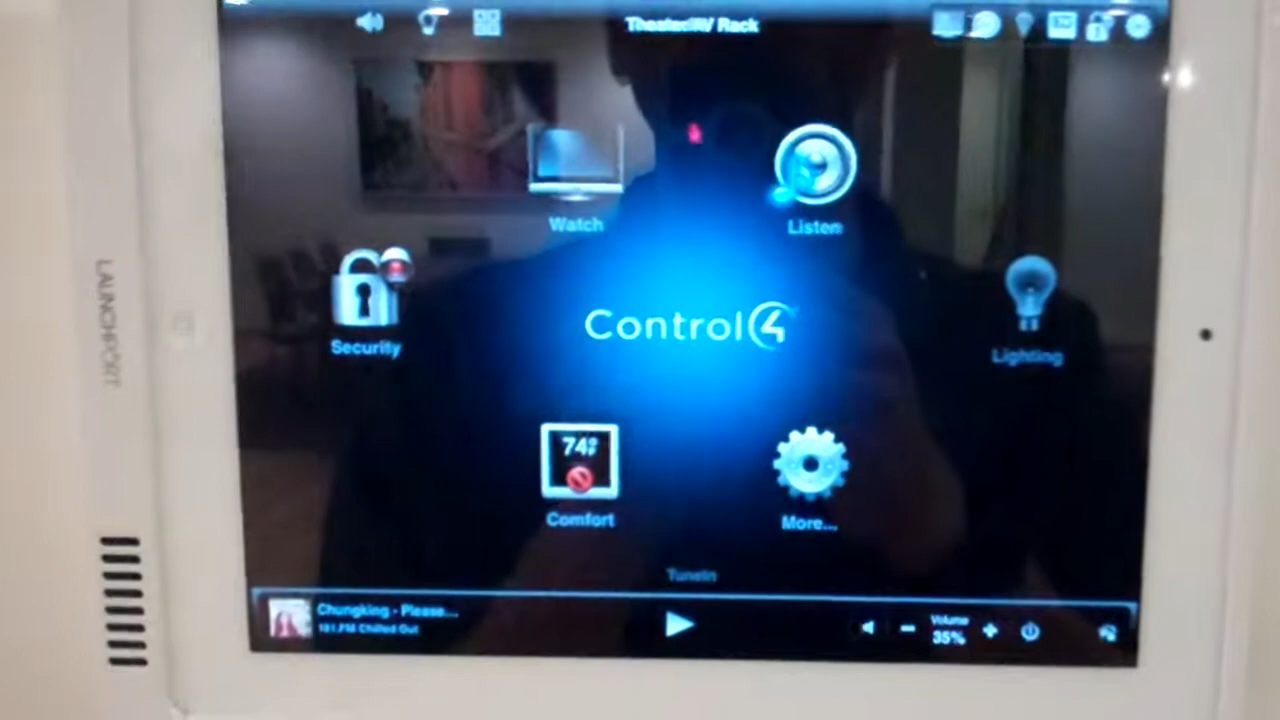 Theater/AV Rack
Watch
Listen
Security
Control4
Lighting
74°
Comfort
More...
TuneIn
Chungking - Please...
181.FM Chilled Out
Volume
35%
LAUNCHPORT